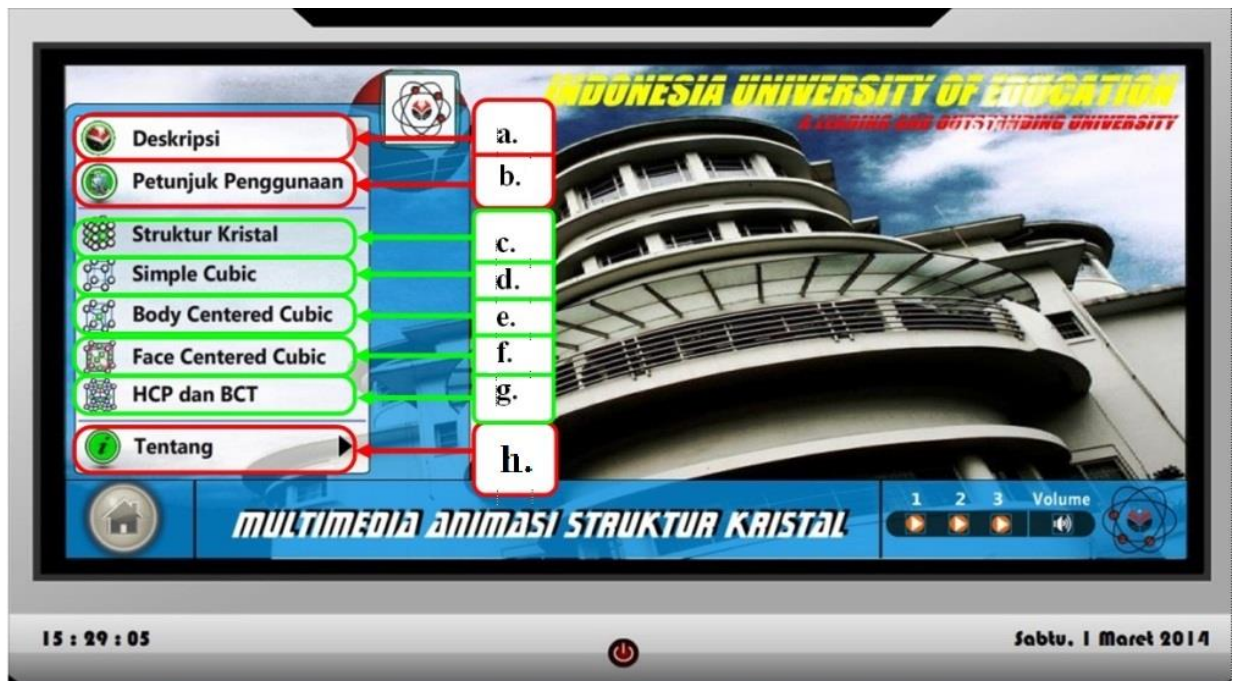 INDONESIA UNIVERSITY OF EDUCATION
A LEADING AND OUTSTANDING UNIVERSITY
Deskripsi
a.
Petunjuk Penggunaan
b.
Struktur Kristal
c.
Simple Cubic
d.
Body Centered Cubic
e.
Face Centered Cubic
f.
HCP dan BCT
g.
Tentang
h.
MULTIMEDIA ANIMASI STRUKTUR KRISTAL
1 2 3 Volume
15 : 29 : 05
Sabtu, 1 Maret 2014